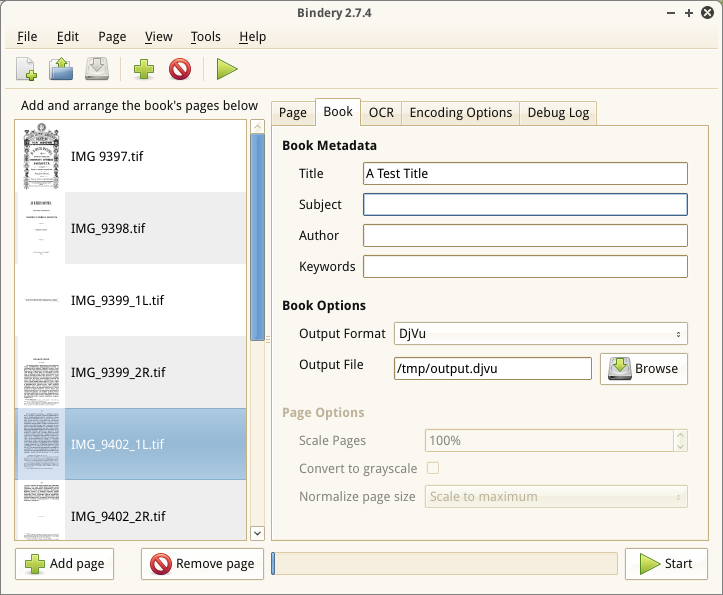 Bindery 2.7.4
File Edit Page View Tools Help
Add and arrange the book's pages below
IMG 9397.tif
IMG_9398.tif
IMG_9399_1L.tif
IMG_9399_2R.tif
IMG_9402_1L.tif
IMG_9402_2R.tif
Add page
Remove page
Page Book OCR Encoding Options Debug Log
Book Metadata
Title A Test Title
Subject
Author
Keywords
Book Options
Output Format DjVu
Output File /tmp/output.djvu Browse
Page Options
Scale Pages 100%
Convert to grayscale
Normalize page size Scale to maximum
Start